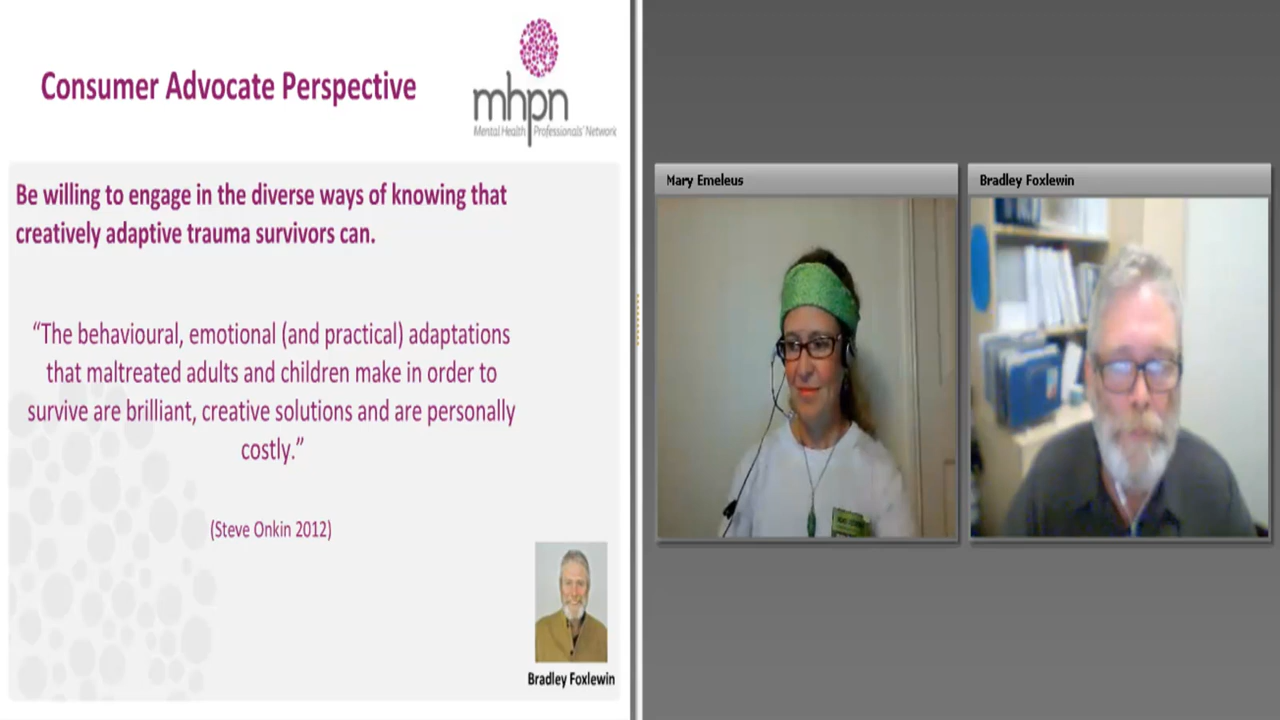 Consumer Advocate Perspective
mhpn
Mental Health Professionals' Network
Be willing to engage in the diverse ways of knowing that
creatively adaptive trauma survivors can.
“The behavioural, emotional (and practical) adaptations
that maltreated adults and children make in order to
survive are brilliant, creative solutions and are personally
costly.”
(Steve Onkin 2012)
Bradley Foxlewin
Mary Emeleus
Bradley Foxlewin